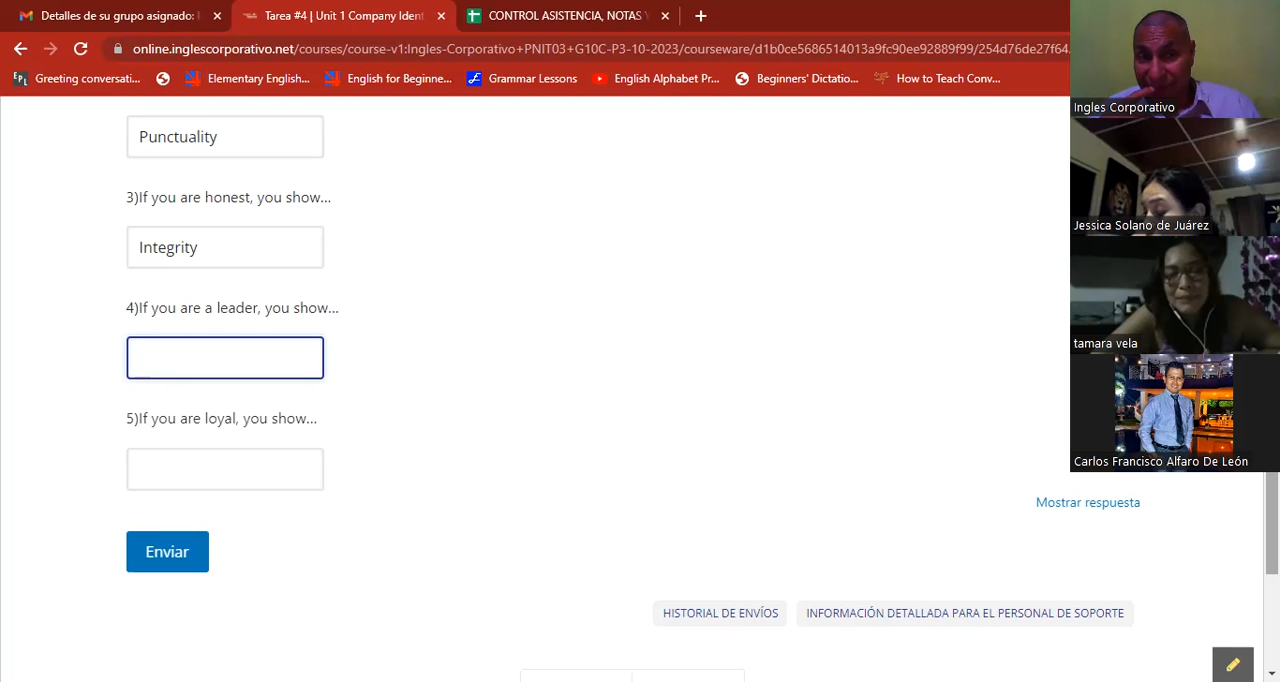 Detalles de su grupo asignado:
Tarea #4 | Unit 1 Company Iden
CONTROL ASISTENCIA, NOTAS Y
online.inglescorporativo.net/courses/course-v1:Ingles-Corporativo+PNIT03+G10C-P3-10-2023/courseware/d1b0ce5686514013a9fc90ee92889f99/254d76de27f64.
Greeting conversati...
Elementary English...
English for Beginne...
Grammar Lessons
English Alphabet Pr...
Beginners' Dictatio...
How to Teach Conv...
Punctuality
3)If you are honest, you show...
Integrity
4)If you are a leader, you show...
5)If you are loyal, you show...
Mostrar respuesta
Enviar
HISTORIAL DE ENVÍOS
INFORMACIÓN DETALLADA PARA EL PERSONAL DE SOPORTE
Ingles Corporativo
Jessica Solano de Juárez
tamara vela
Carlos Francisco Alfaro De León